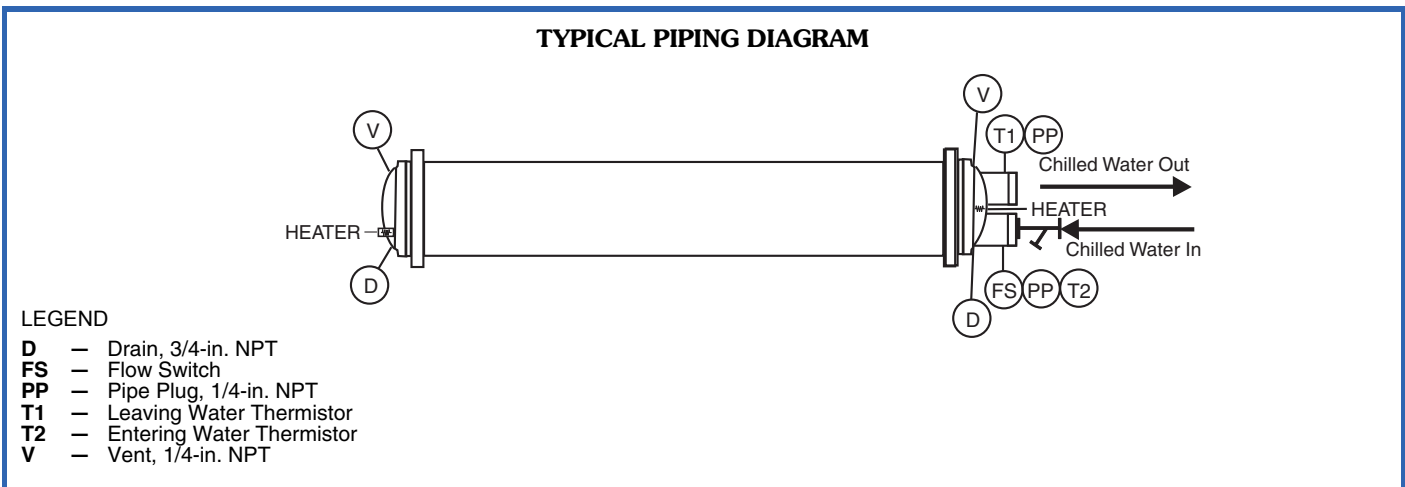 TYPICAL PIPING DIAGRAM
V
V
T1 PP
Chilled Water Out
HEATER
HEATER
Chilled Water In
D
FS PP T2
D
LEGEND
D — Drain, 3/4-in. NPT
FS — Flow Switch
PP — Pipe Plug, 1/4-in. NPT
T1 — Leaving Water Thermistor
T2 — Entering Water Thermistor
V — Vent, 1/4-in. NPT